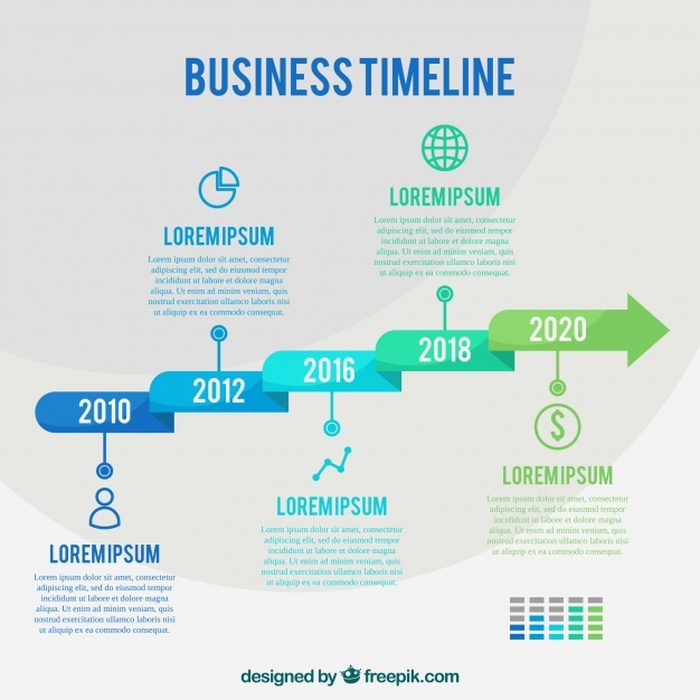 BUSINESS TIMELINE
LOREM IPSUM
Lorem ipsum dolor sit amet, consectetur
adipiscing elit, sed do eiusmod tempor
incididunt ut labore et dolore magna
aliqua. Ut enim ad minim veniam, quis
nostrud exercitation ullamco laboris nisi
ut aliquip ex ea commodo consequat.
LOREM IPSUM
Lorem ipsum dolor sit amet, consectetur
adipiscing elit, sed do eiusmod tempor
incididunt ut labore et dolore magna
aliqua. Ut enim ad minim veniam, quis
nostrud exercitation ullamco laboris nisi
ut aliquip ex ea commodo consequat.
2010
2012
2016
2018
2020
$
LOREM IPSUM
Lorem ipsum dolor sit amet, consectetur
adipiscing elit, sed do eiusmod tempor
incididunt ut labore et dolore magna
aliqua. Ut enim ad minim veniam, quis
nostrud exercitation ullamco laboris nisi
ut aliquip ex ea commodo consequat.
LOREM IPSUM
Lorem ipsum dolor sit amet, consectetur
adipiscing elit, sed do eiusmod tempor
incididunt ut labore et dolore magna
aliqua. Ut enim ad minim veniam, quis
nostrud exercitation ullamco laboris nisi
ut aliquip ex ea commodo consequat.
LOREM IPSUM
Lorem ipsum dolor sit amet, consectetur
adipiscing elit, sed do eiusmod tempor
incididunt ut labore et dolore magna
aliqua. Ut enim ad minim veniam, quis
nostrud exercitation ullamco laboris nisi
ut aliquip ex ea commodo consequat.
designed by freepik.com